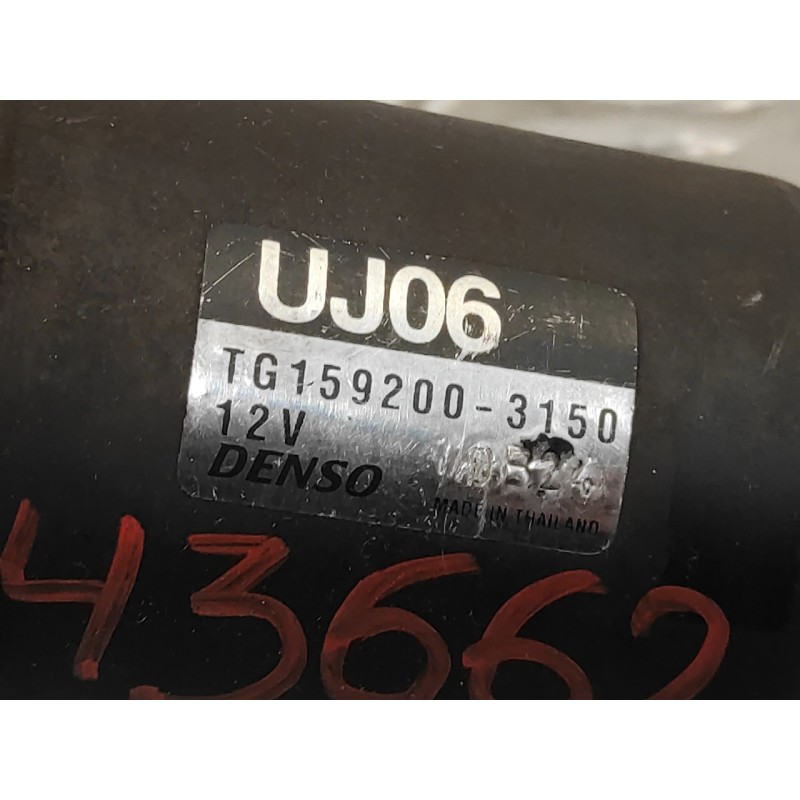 UJ06
TG159200-3150
12V
DENSO
MADE IN THAILAND
43662